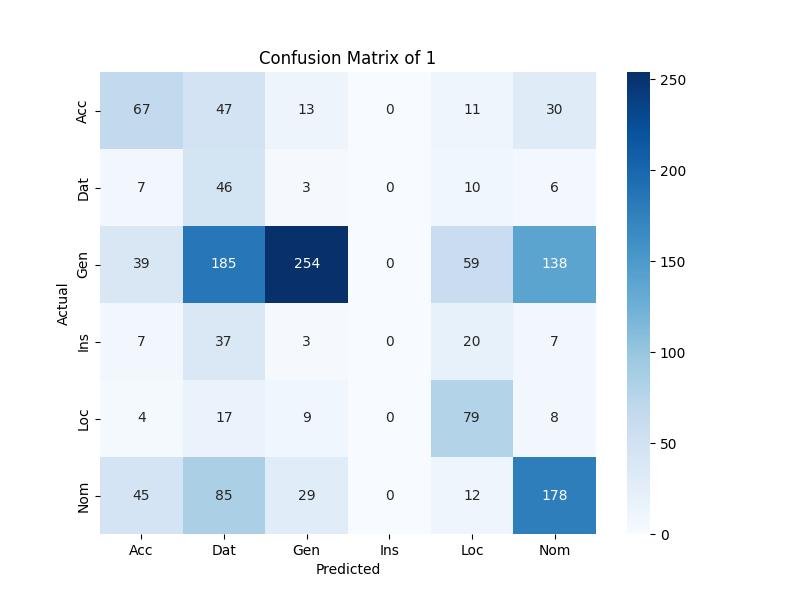 Confusion Matrix of 1
Acc 67 47 13 0 11 30
Dat 7 46 3 0 10 6
Gen 39 185 254 0 59 138
Ins 7 37 3 0 20 7
Loc 4 17 9 0 79 8
Nom 45 85 29 0 12 178
Acc Dat Gen Ins Loc Nom
Predicted
Actual
250
200
150
100
50
0